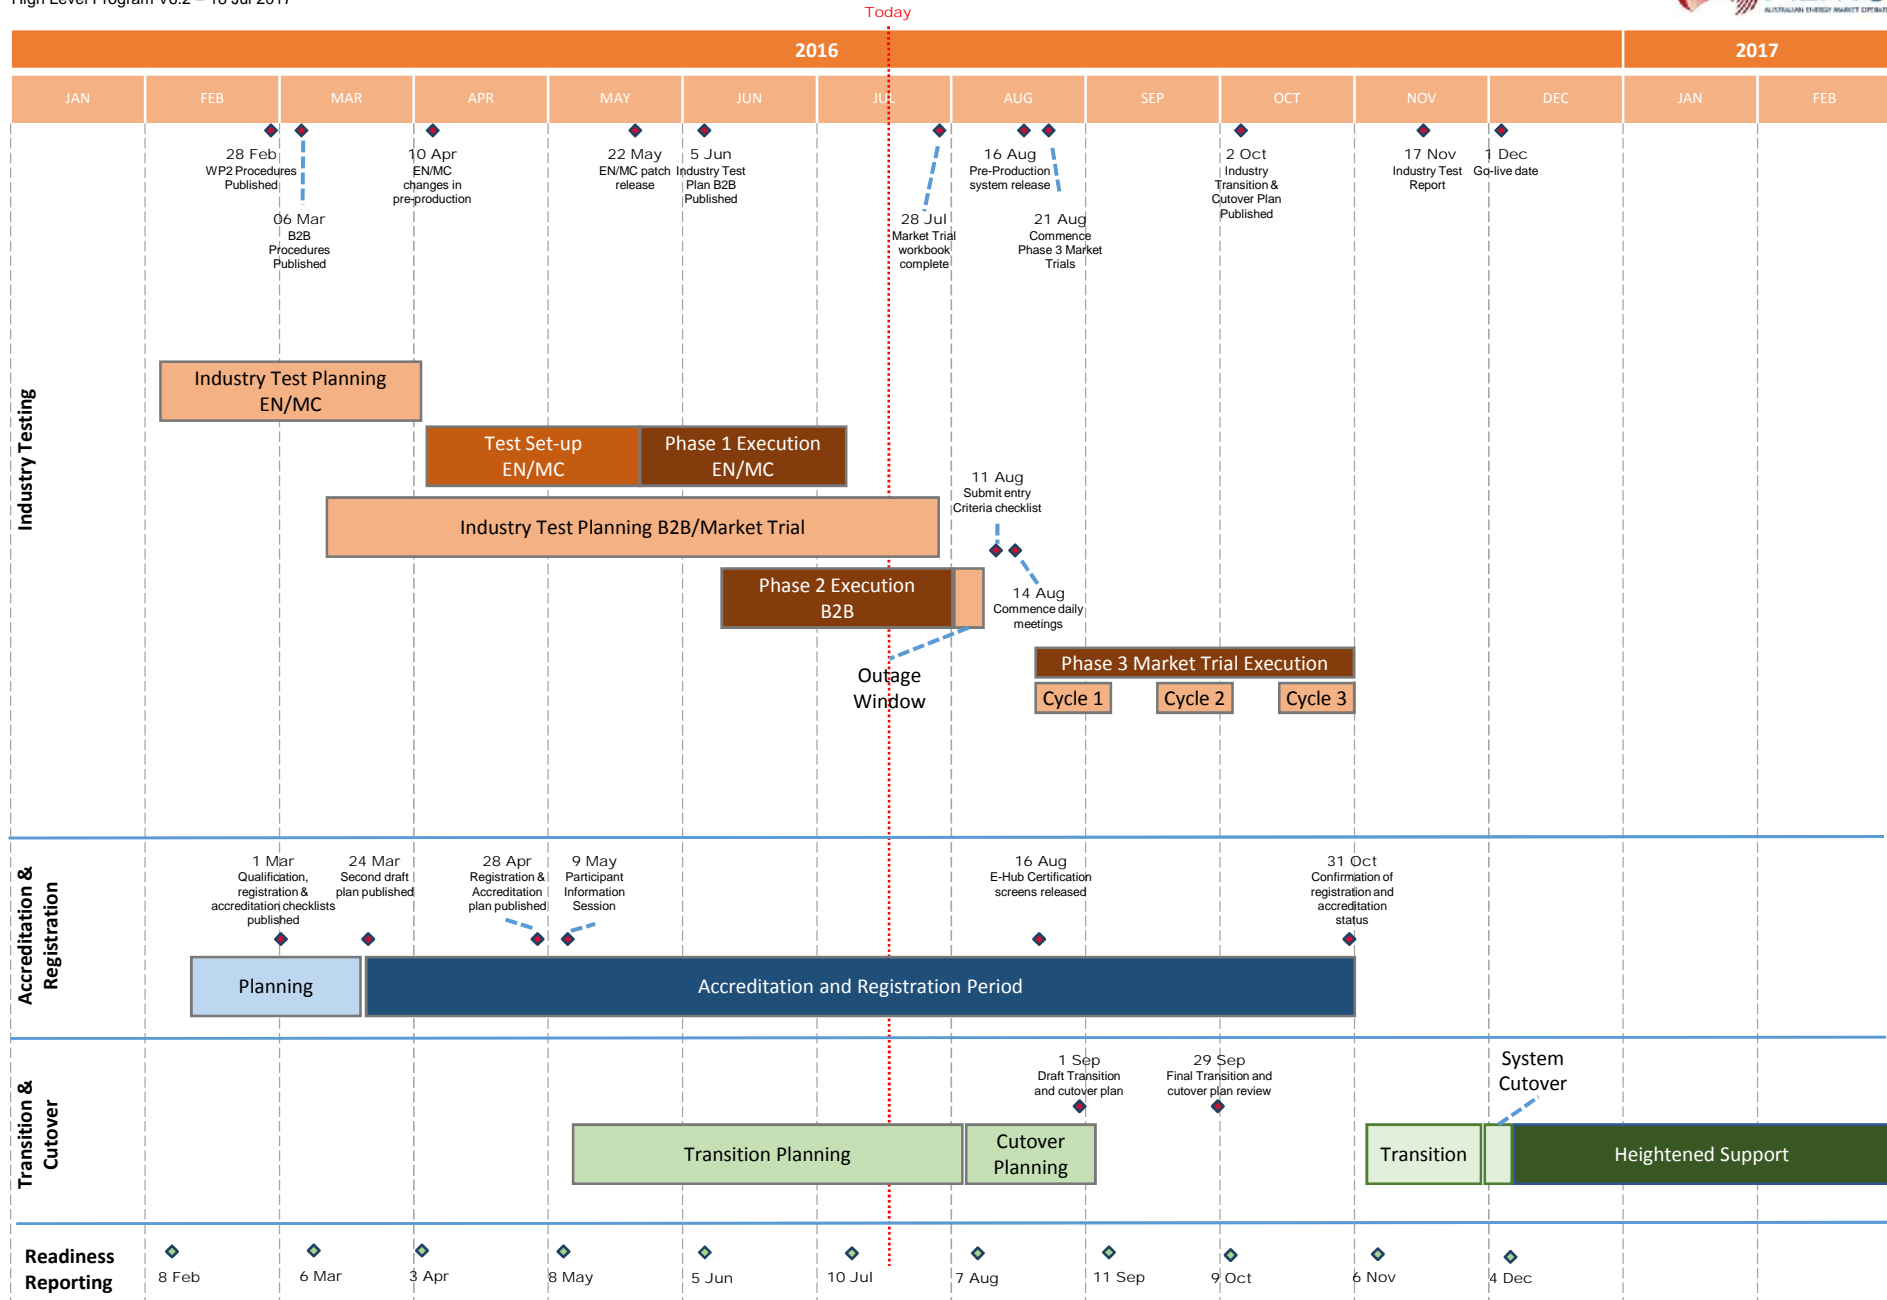 High Level Program V6.2 – 18 Jul 2017
AUSTRALIAN ENERGY MARKET OPERATOR
Today
2016
2017
JAN
FEB
MAR
APR
MAY
JUN
JUL
AUG
SEP
OCT
NOV
DEC
JAN
FEB
Industry Testing
28 Feb
WP2 Procedures
Published
06 Mar
B2B
Procedures
Published
10 Apr
EN/MC
changes in
pre-production
22 May
EN/MC patch
release
5 Jun
Industry Test
Plan B2B
Published
28 Jul
Market Trial
workbook
complete
16 Aug
Pre-Production
system release
21 Aug
Commence
Phase 3 Market
Trials
2 Oct
Industry
Transition &
Cutover Plan
Published
17 Nov
Industry Test
Report
1 Dec
Go-live date
Industry Test Planning
EN/MC
Test Set-up
EN/MC
Phase 1 Execution
EN/MC
11 Aug
Submit entry
Criteria checklist
Industry Test Planning B2B/Market Trial
Phase 2 Execution
B2B
14 Aug
Commence daily
meetings
Outage
Window
Phase 3 Market Trial Execution
Cycle 1
Cycle 2
Cycle 3
Accreditation &
Registration
1 Mar
Qualification,
registration &
accreditation checklists
published
24 Mar
Second draft
plan published
28 Apr
Registration &
Accreditation
plan published
9 May
Participant
Information
Session
16 Aug
E-Hub Certification
screens released
31 Oct
Confirmation of
registration and
accreditation
status
Planning
Accreditation and Registration Period
Transition &
Cutover
1 Sep
Draft Transition
and cutover plan
29 Sep
Final Transition and
cutover plan review
System
Cutover
Transition Planning
Cutover
Planning
Transition
Heightened Support
Readiness
Reporting
8 Feb
6 Mar
3 Apr
8 May
5 Jun
10 Jul
7 Aug
11 Sep
9 Oct
6 Nov
4 Dec